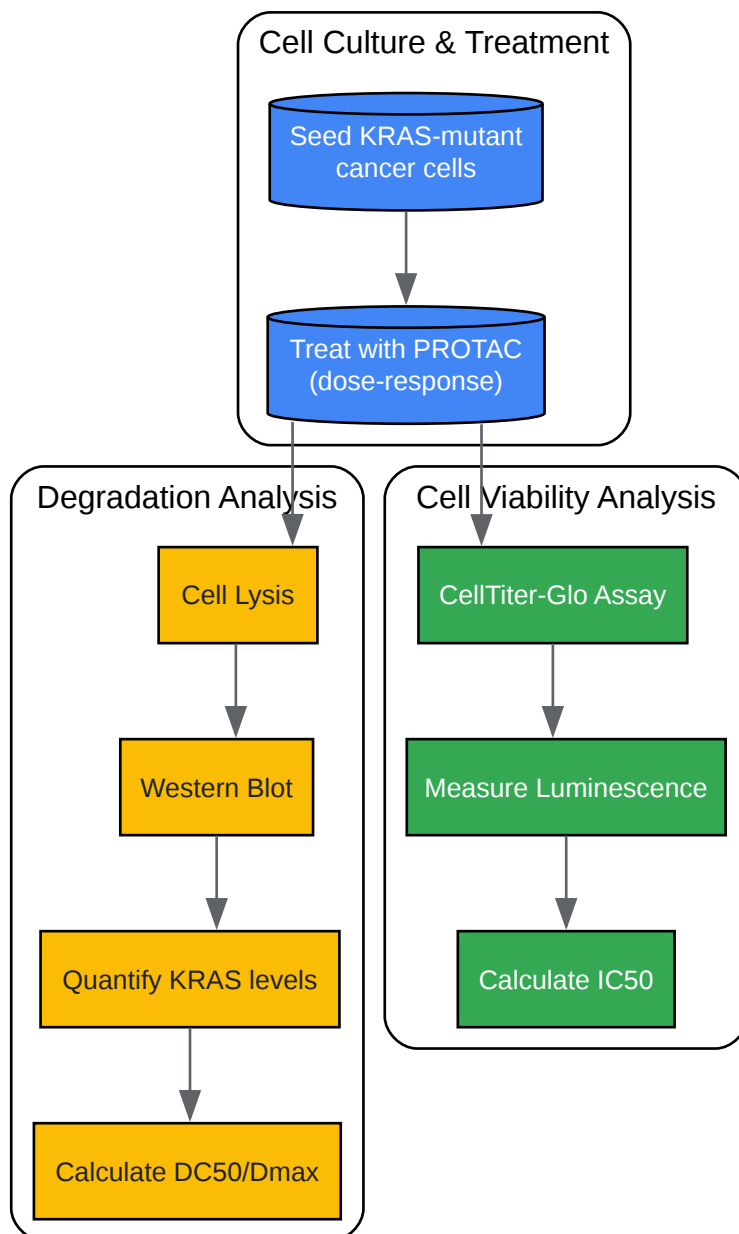 Cell Culture & Treatment
Seed KRAS-mutant
cancer cells
Treat with PROTAC
(dose-response)
Degradation Analysis
Cell Lysis
Western Blot
Quantify KRAS levels
Calculate DC50/Dmax
Cell Viability Analysis
CellTiter-Glo Assay
Measure Luminescence
Calculate IC50